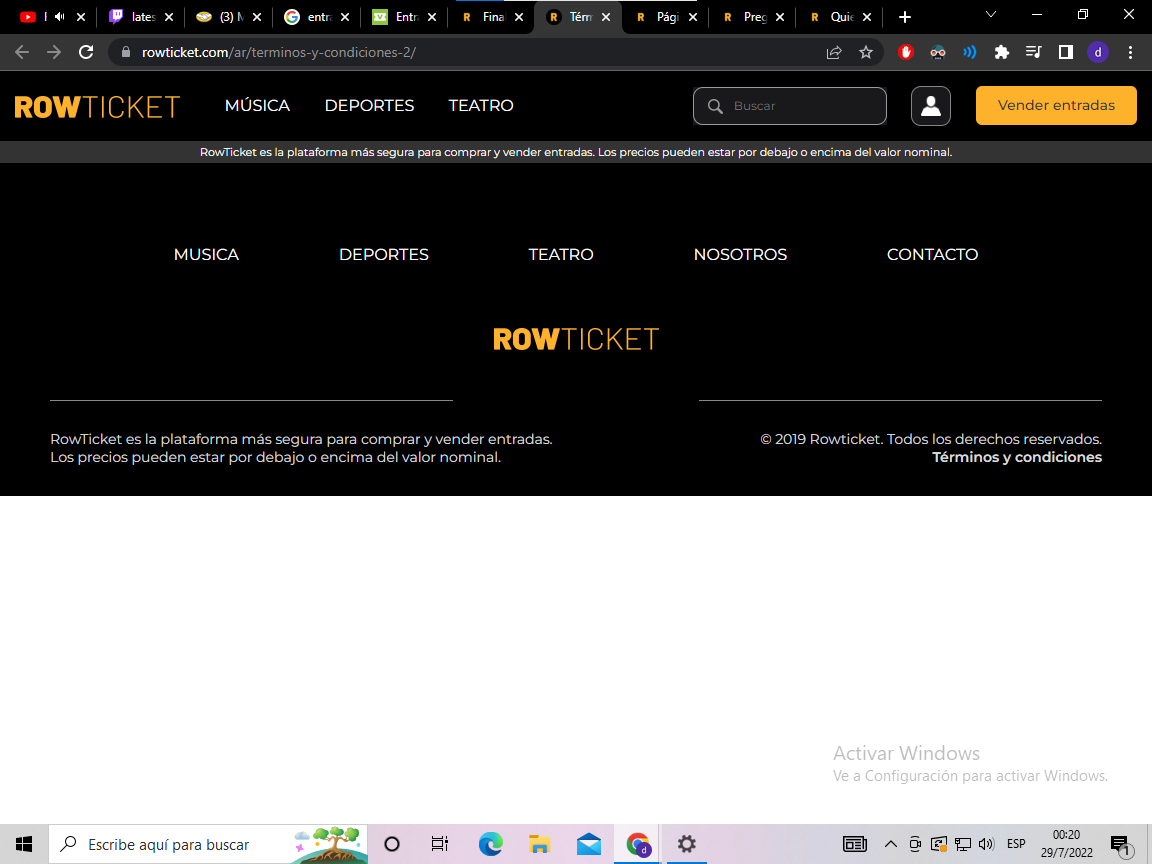 lates
(3) M
entra
Entra
Fina
Térm
Pági
Preg
Quie
rowticket.com/ar/terminos-y-condiciones-2/
d
ROWTICKET
MÚSICA
DEPORTES
TEATRO
Buscar
Vender entradas
RowTicket es la plataforma más segura para comprar y vender entradas. Los precios pueden estar por debajo o encima del valor nominal.
MUSICA
DEPORTES
TEATRO
NOSOTROS
CONTACTO
ROWTICKET
RowTicket es la plataforma más segura para comprar y vender entradas.
Los precios pueden estar por debajo o encima del valor nominal.
© 2019 Rowticket. Todos los derechos reservados.
Términos y condiciones
Activar Windows
Ve a Configuración para activar Windows.
Escribe aquí para buscar
ESP
00:20
29/7/2022
1